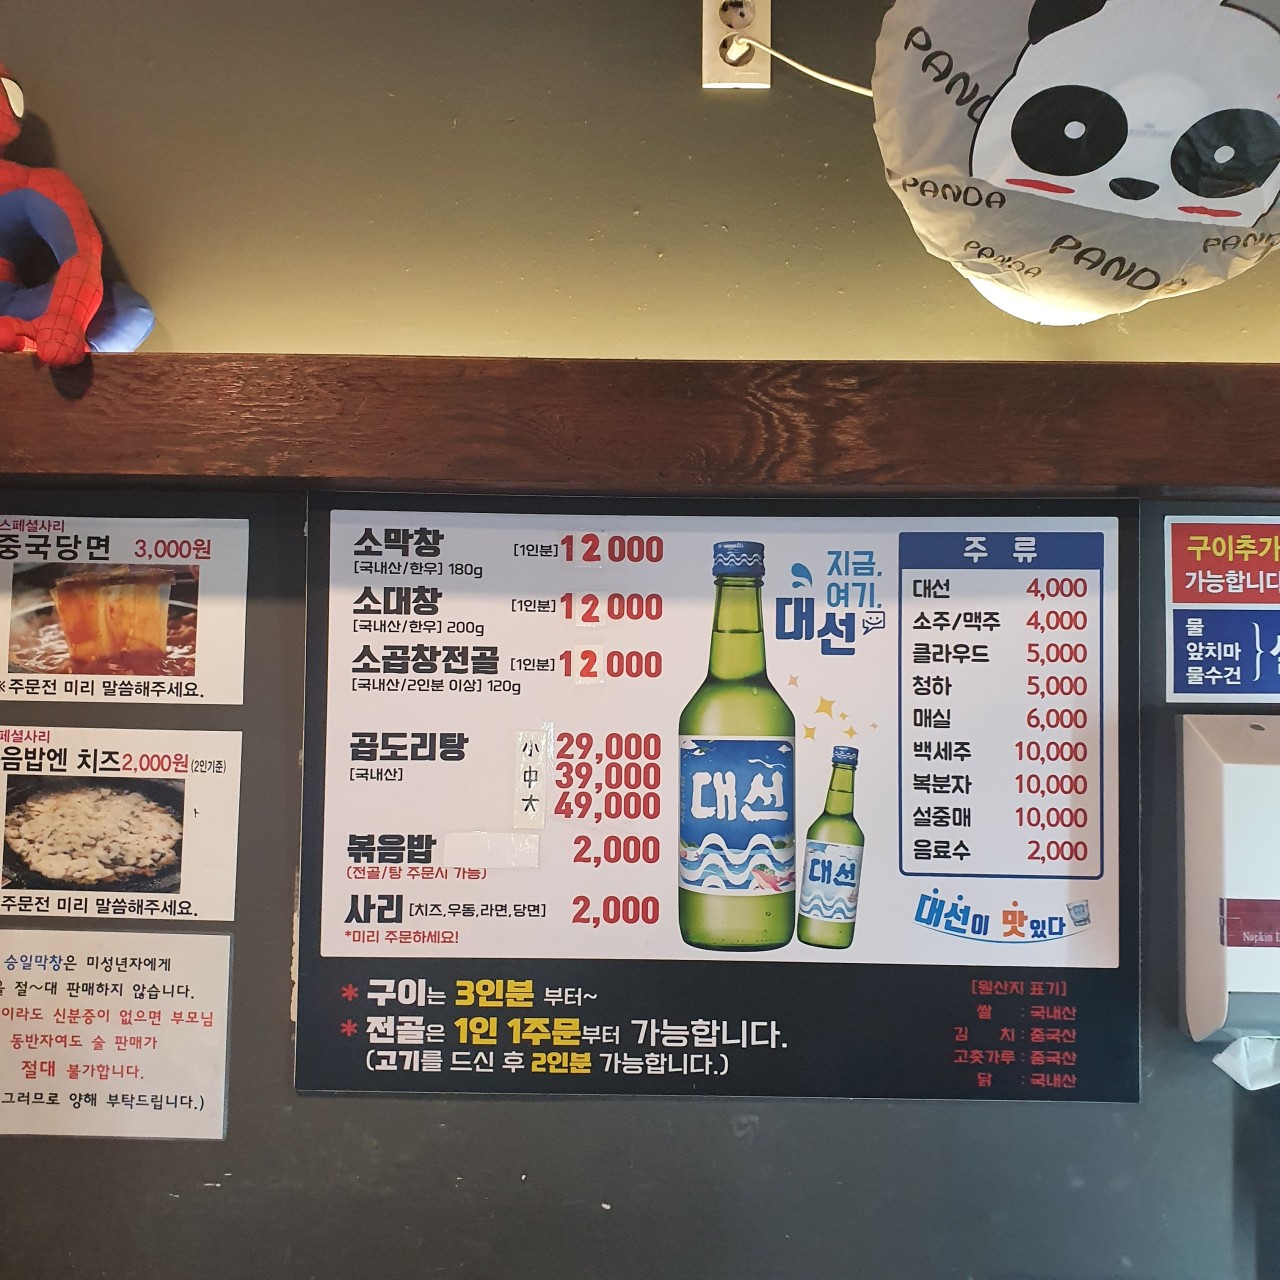 PANDA
PANDA
PANDA
PANDA
스페셜사리
중국당면 3,000원
※주문전 미리 말씀해주세요.
페셜사리
음밥엔 치즈2,000원(2인기준)
주문전 미리 말씀해주세요.
승일막창은 미성년자에게
을 절~대 판매하지 않습니다.
이라도 신분증이 없으면 부모님
동반자여도 술 판매가
절대 불가합니다.
그러므로 양해 부탁드립니다.)
소막창 [1인분] 12000
[국내산/한우] 180g
소대창 [1인분] 12000
[국내산/한우] 200g
소곱창전골 [1인분] 12000
[국내산/2인분 이상] 120g
곱도리탕 小 29,000
[국내산] 中 39,000
大 49,000
볶음밥 2,000
(전골/탕 주문시 가능)
사리 [치즈,우동,라면,당면] 2,000
*미리 주문하세요!
지금,
여기,
대선
대선
대선
주 류
대선 4,000
소주/맥주 4,000
클라우드 5,000
청하 5,000
매실 6,000
백세주 10,000
복분자 10,000
설중매 10,000
음료수 2,000
대선이 맛있다
* 구이는 3인분 부터~
* 전골은 1인 1주문부터 가능합니다.
(고기를 드신 후 2인분 가능합니다.)
[원산지 표기]
쌀 : 국내산
김 치 : 중국산
고춧가루 : 중국산
닭 : 국내산
구이추가
가능합니다
물
앞치마
물수건
Napkin